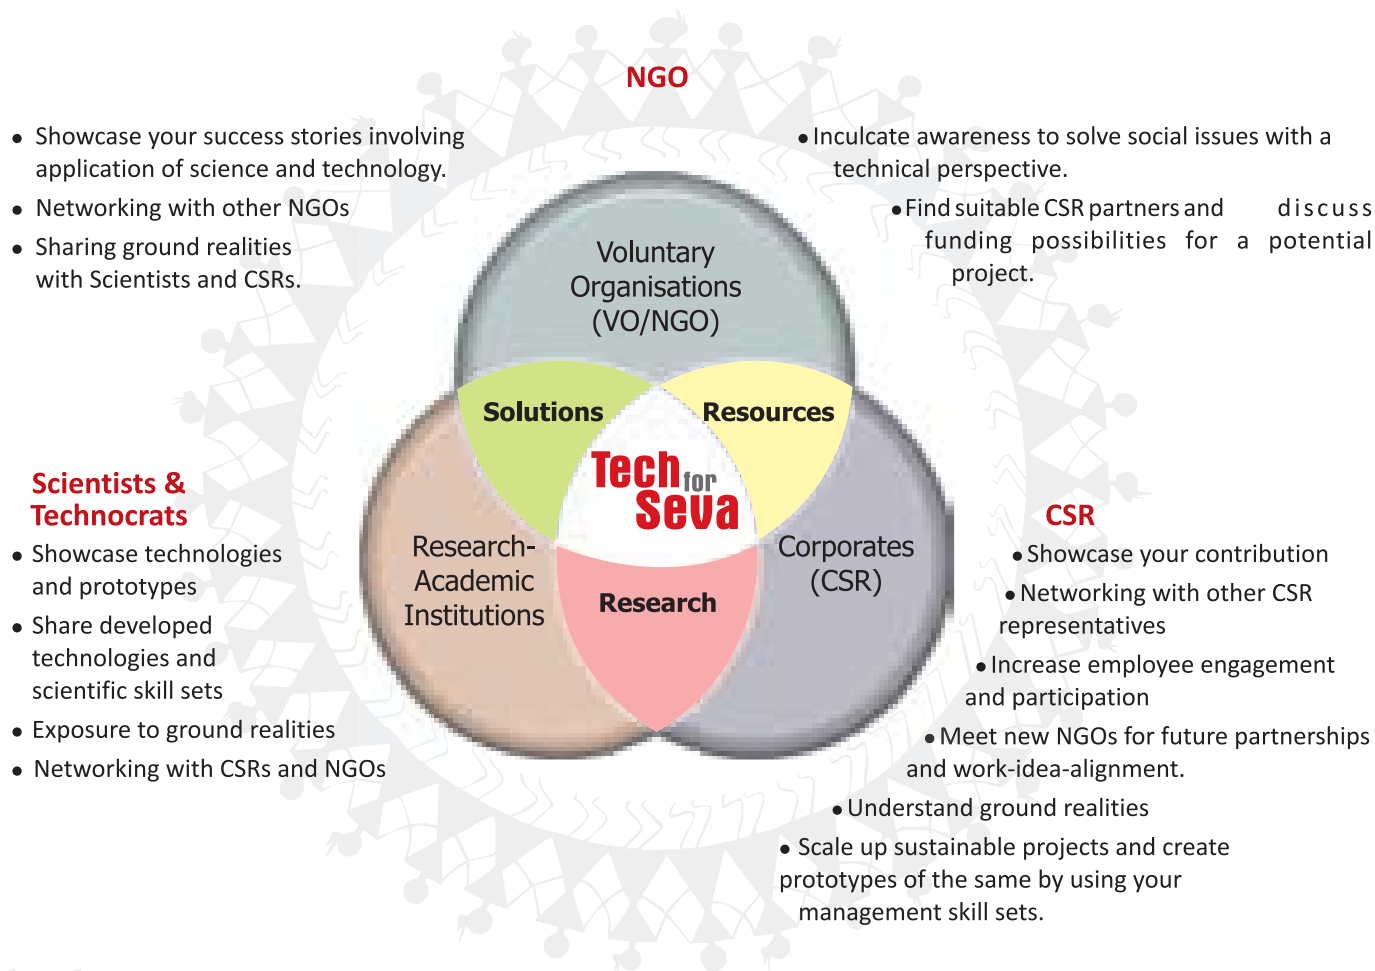 NGO
● Showcase your success stories involving
application of science and technology.
● Networking with other NGOs
● Sharing ground realities
with Scientists and CSRs.
● Inculcate awareness to solve social issues with a
technical perspective.
● Find suitable CSR partners and discuss
funding possibilities for a potential
project.
Voluntary
Organisations
(VO/NGO)
Solutions
Resources
Tech for
Seva
Research-
Academic
Institutions
Research
Corporates
(CSR)
Scientists &
Technocrats
● Showcase technologies
and prototypes
● Share developed
technologies and
scientific skill sets
● Exposure to ground realities
● Networking with CSRs and NGOs
CSR
● Showcase your contribution
● Networking with other CSR
representatives
● Increase employee engagement
and participation
● Meet new NGOs for future partnerships
and work-idea-alignment.
● Understand ground realities
● Scale up sustainable projects and create
prototypes of the same by using your
management skill sets.